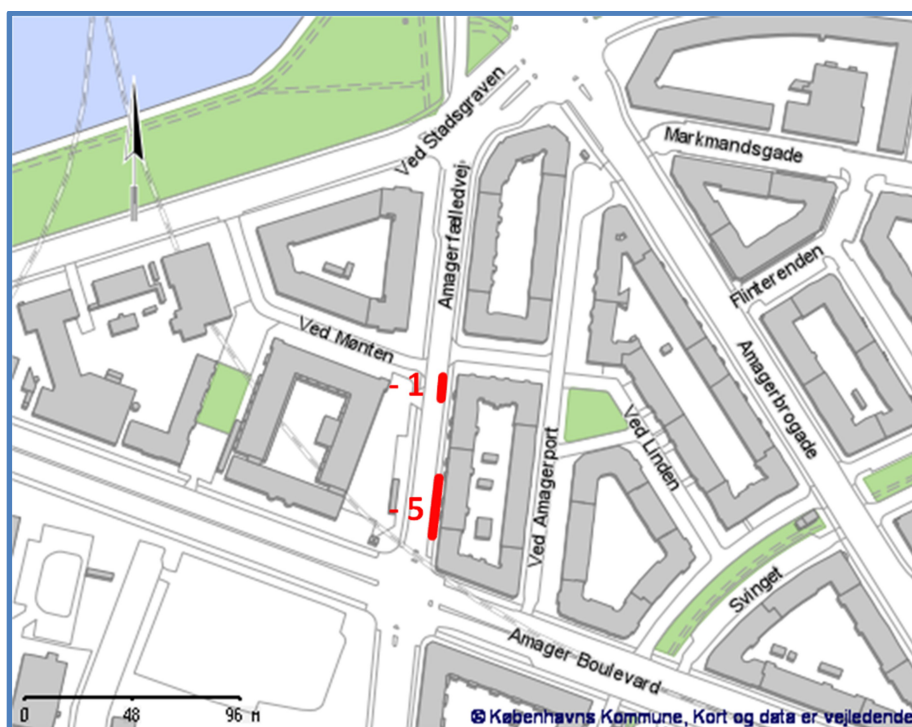 Ved Stadsgraven
Markmandsgade
Amagerfælledvej
Flinterenden
Ved Mønten
- 1
Amagerbrogade
Ved Linden
- 5
Ved Amagerport
Svinget
Amager Boulevard
0 48 96 M
© Københavns Kommune, Kort og data er vejledende